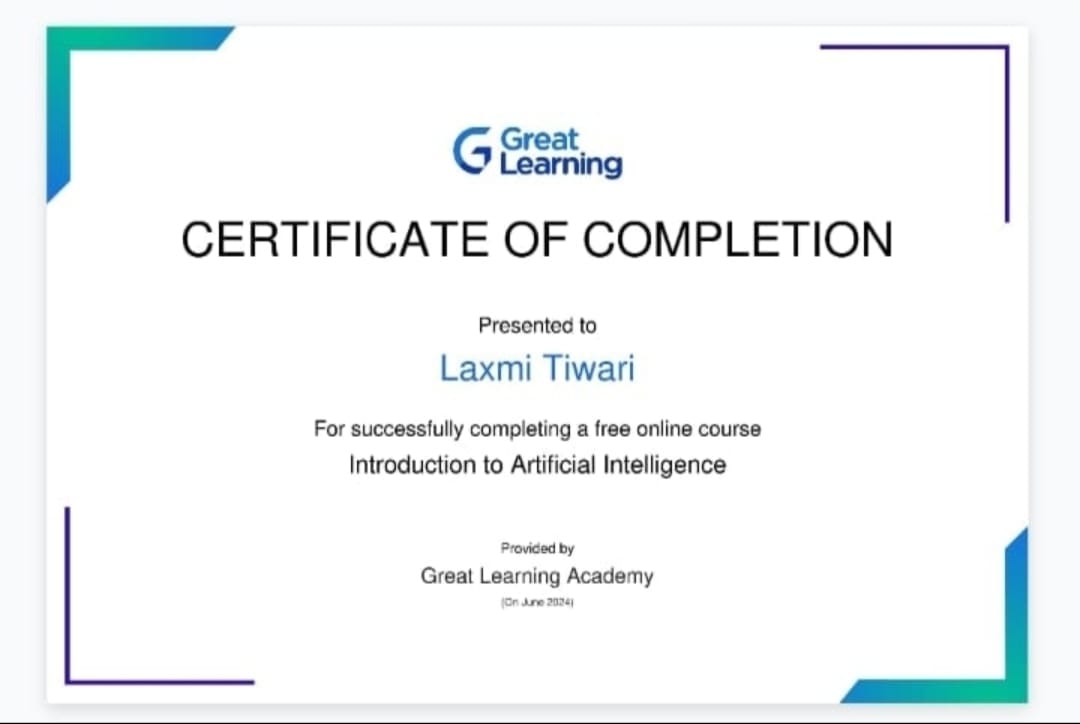 Great
Learning
CERTIFICATE OF COMPLETION
Presented to
Laxmi Tiwari
For successfully completing a free online course
Introduction to Artificial Intelligence
Provided by
Great Learning Academy
(On June 2024)